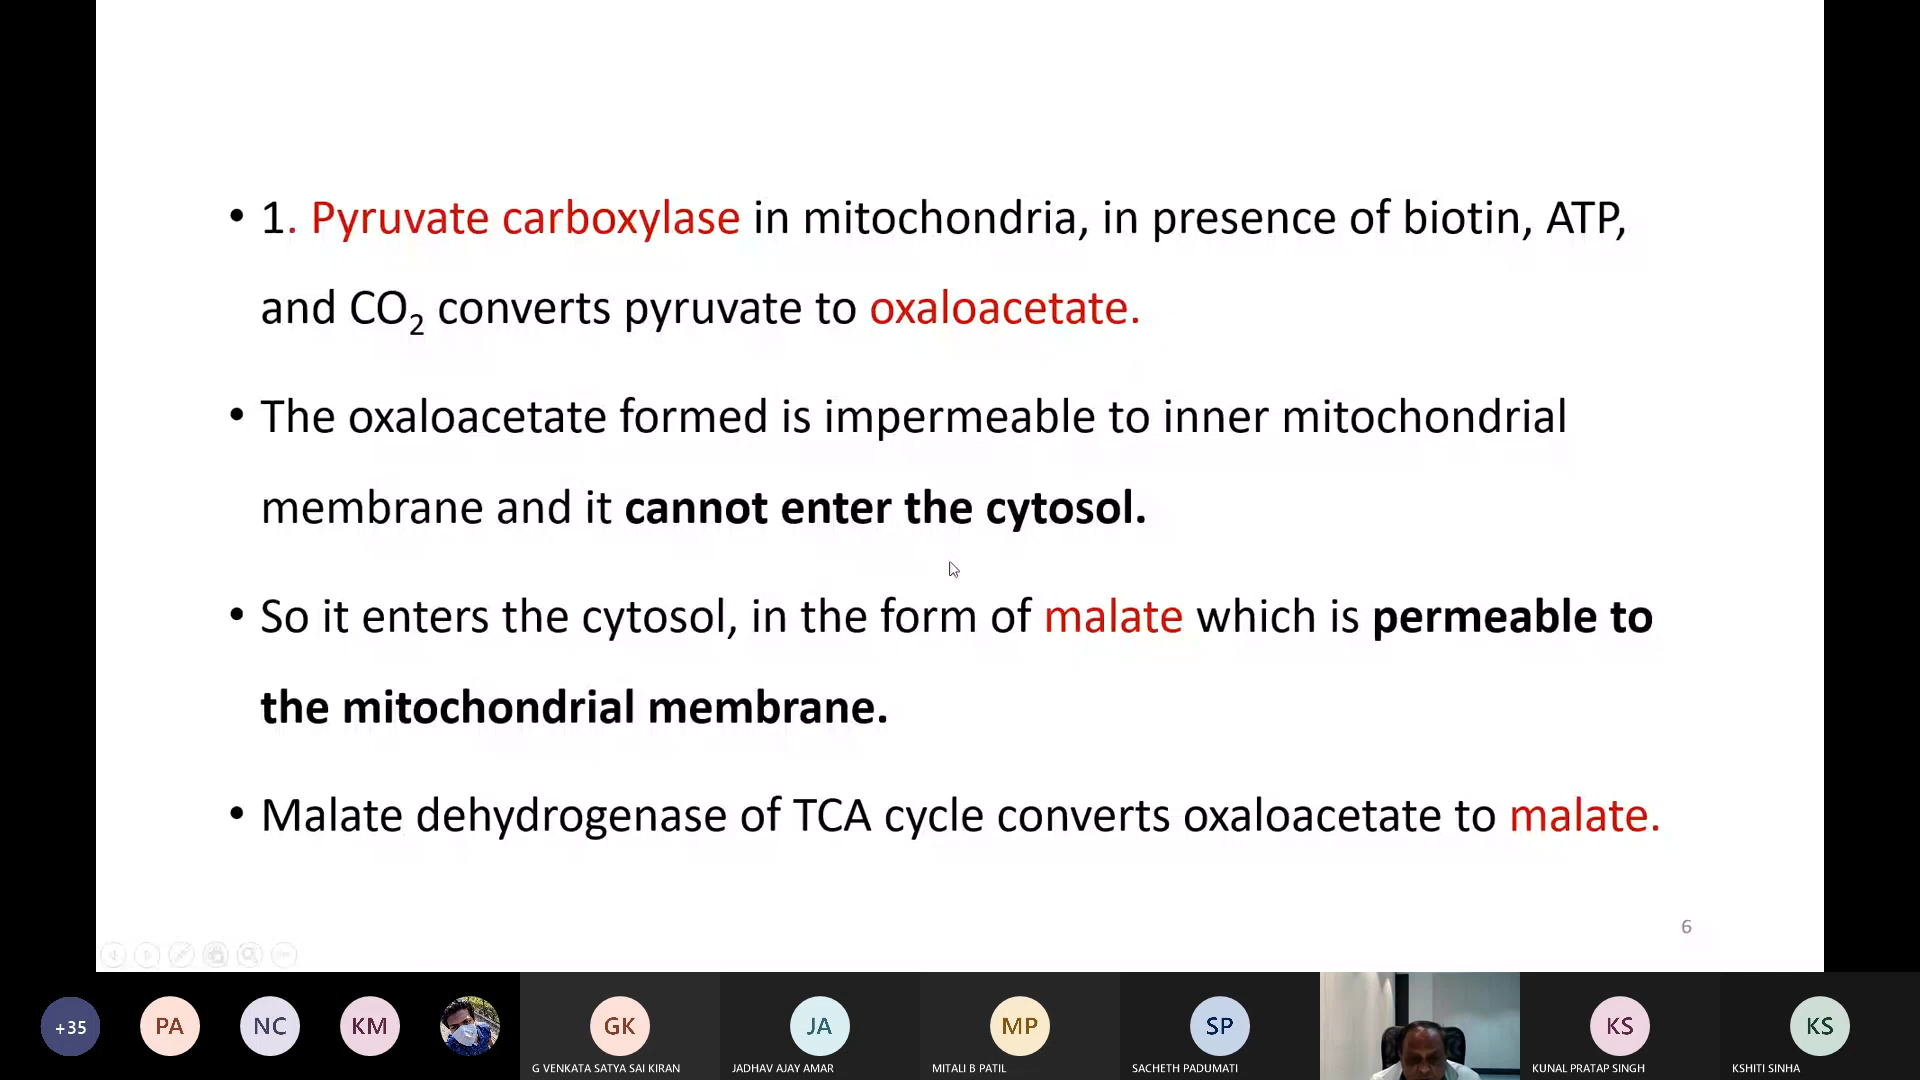 • 1. Pyruvate carboxylase in mitochondria, in presence of biotin, ATP,
and CO₂ converts pyruvate to oxaloacetate.
• The oxaloacetate formed is impermeable to inner mitochondrial
membrane and it cannot enter the cytosol.
• So it enters the cytosol, in the form of malate which is permeable to
the mitochondrial membrane.
• Malate dehydrogenase of TCA cycle converts oxaloacetate to malate.
6
+35
PA
NC
KM
GK
JA
MP
SP
KS
KS
G VENKATA SATYA SAI KIRAN
JADHAV AJAY AMAR
MITALI B PATIL
SACHETH PADUMATI
KUNAL PRATAP SINGH
KSHITI SINHA